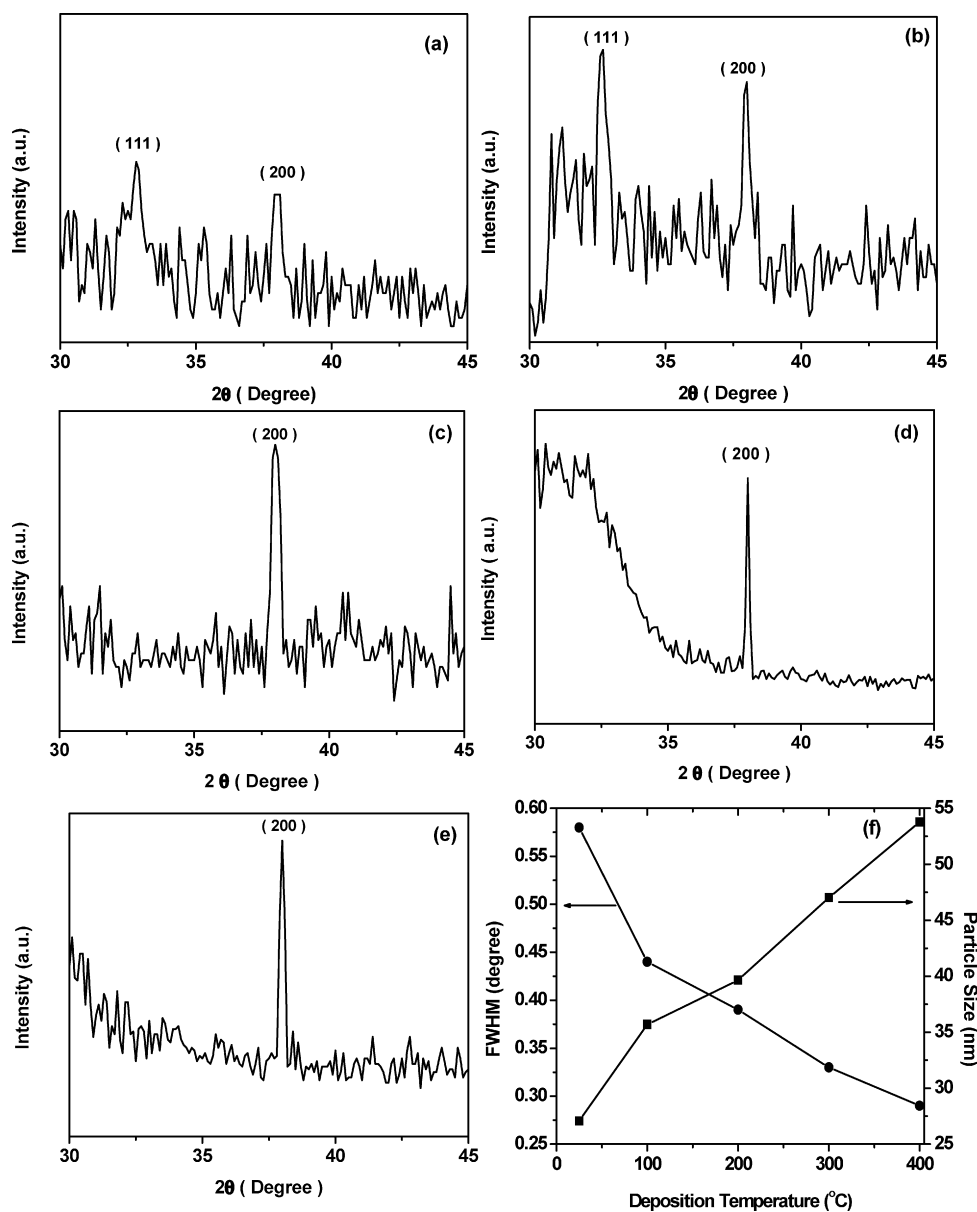 (a)
( 111 )
( 200 )
Intensity (a.u.)
30 35 40 45
2θ ( Degree)
(b)
( 111 )
( 200 )
Intensity (a.u.)
30 35 40 45
2θ ( Degree )
(c)
( 200 )
Intensity (a.u.)
30 35 40 45
2 θ ( Degree )
(d)
( 200 )
Intensity ( a.u.)
30 35 40 45
2 θ ( Degree )
(e)
( 200 )
Intensity (a.u.)
30 35 40 45
2θ ( Degree )
(f)
0.60
0.55
0.50
0.45
0.40
0.35
0.30
0.25
FWHM (degree)
55
50
45
40
35
30
25
Particle Size (nm)
0 100 200 300 400
Deposition Temperature (°C)